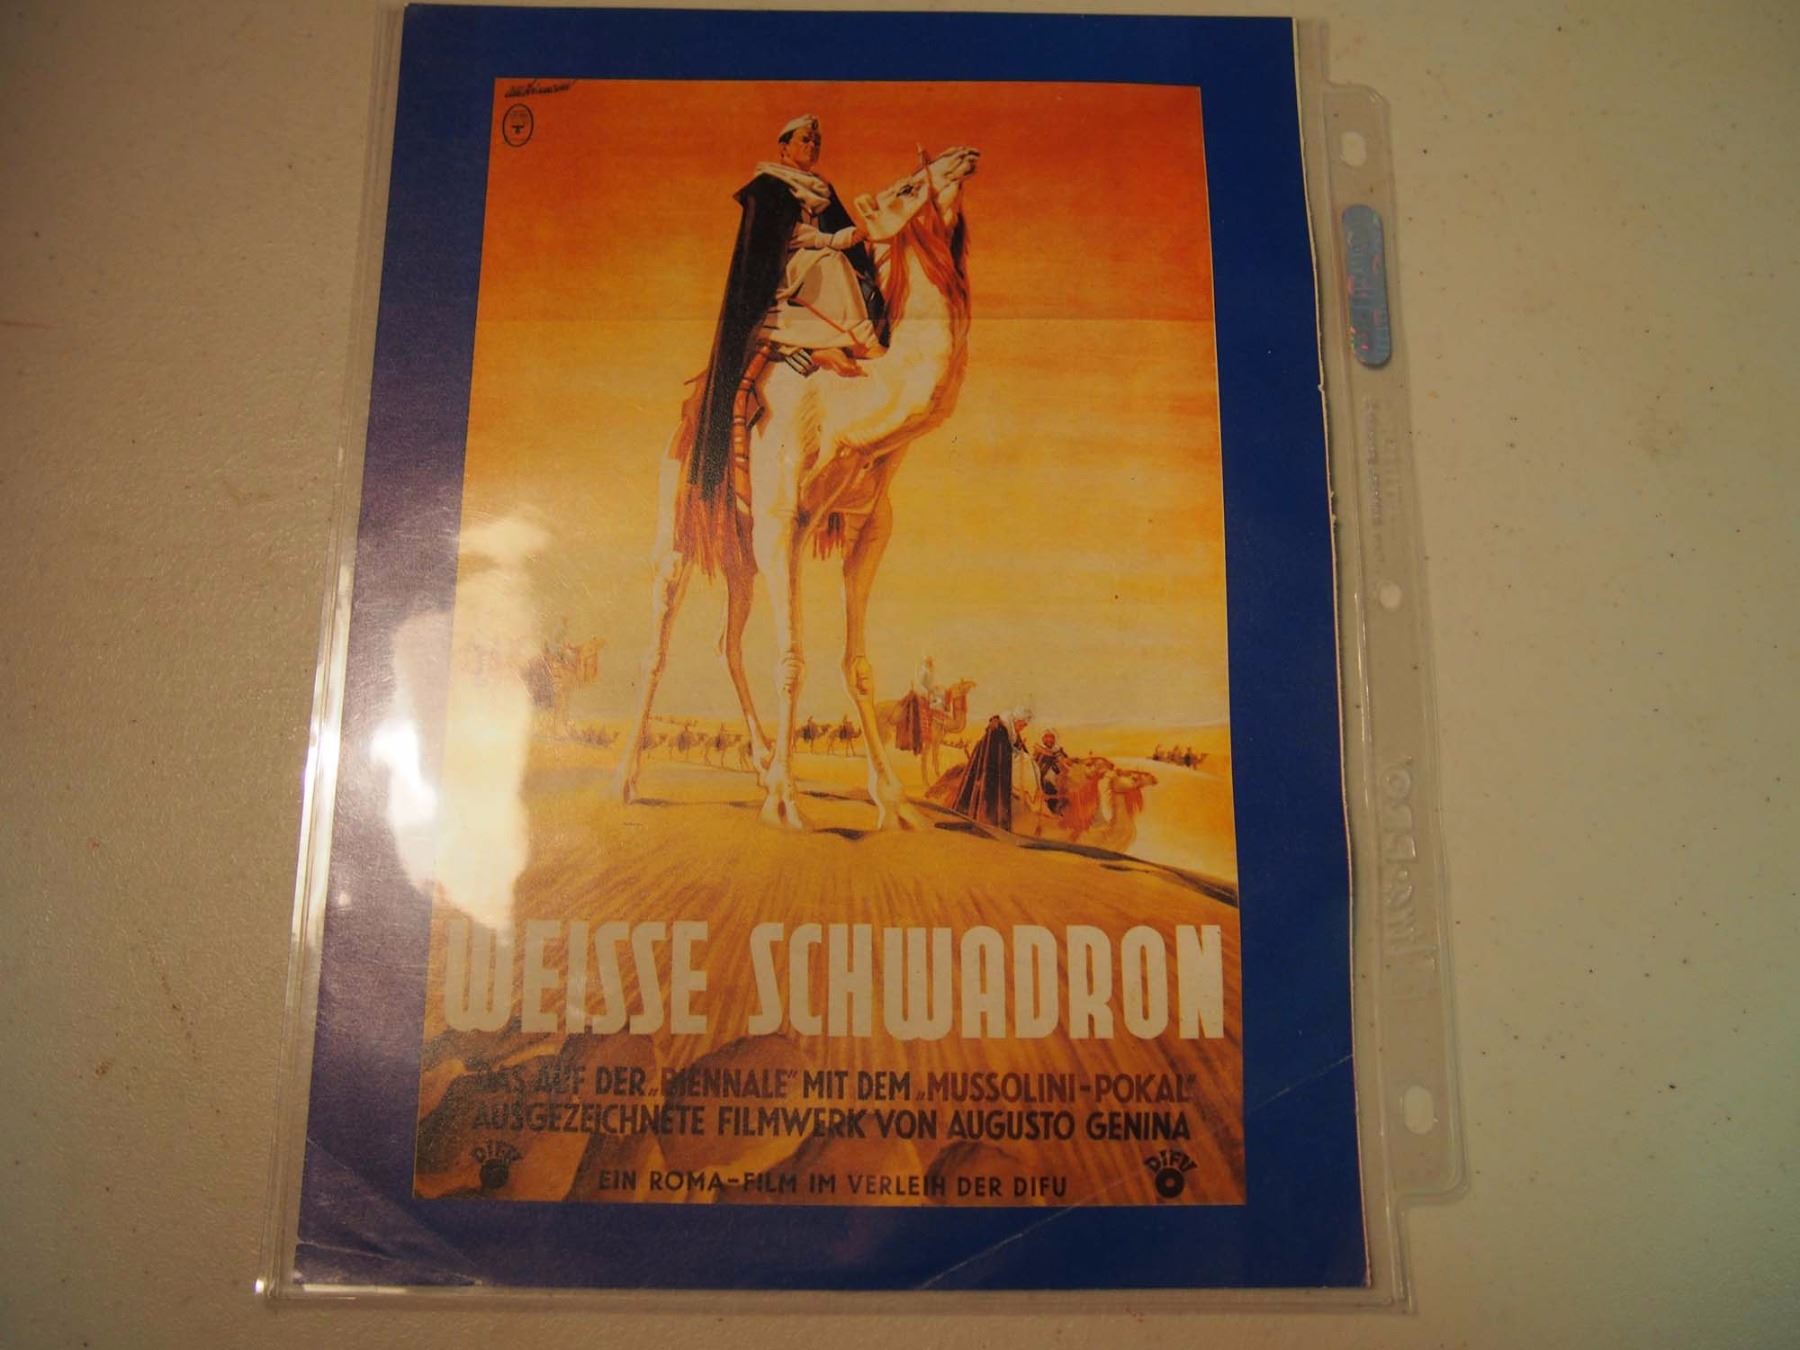 WEISSE SCHWADRON
DAS AUF DER „BIENNALE" MIT DEM „MUSSOLINI-POKAL"
AUSGEZEICHNETE FILMWERK VON AUGUSTO GENINA
DIFU
DIFU
EIN ROMA-FILM IM VERLEIH DER DIFU